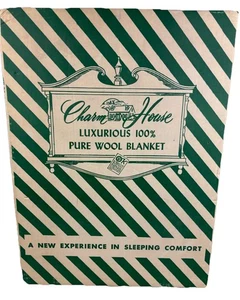 Charm House
LUXURIOUS 100%
PURE WOOL BLANKET
A NEW EXPERIENCE IN SLEEPING COMFORT